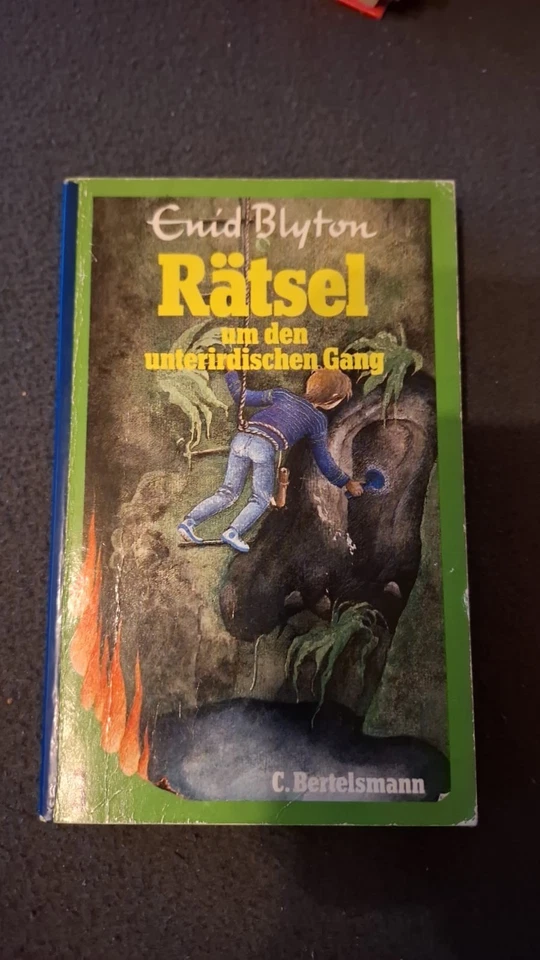 Enid Blyton
Rätsel
um den
unterirdischen Gang
C. Bertelsmann